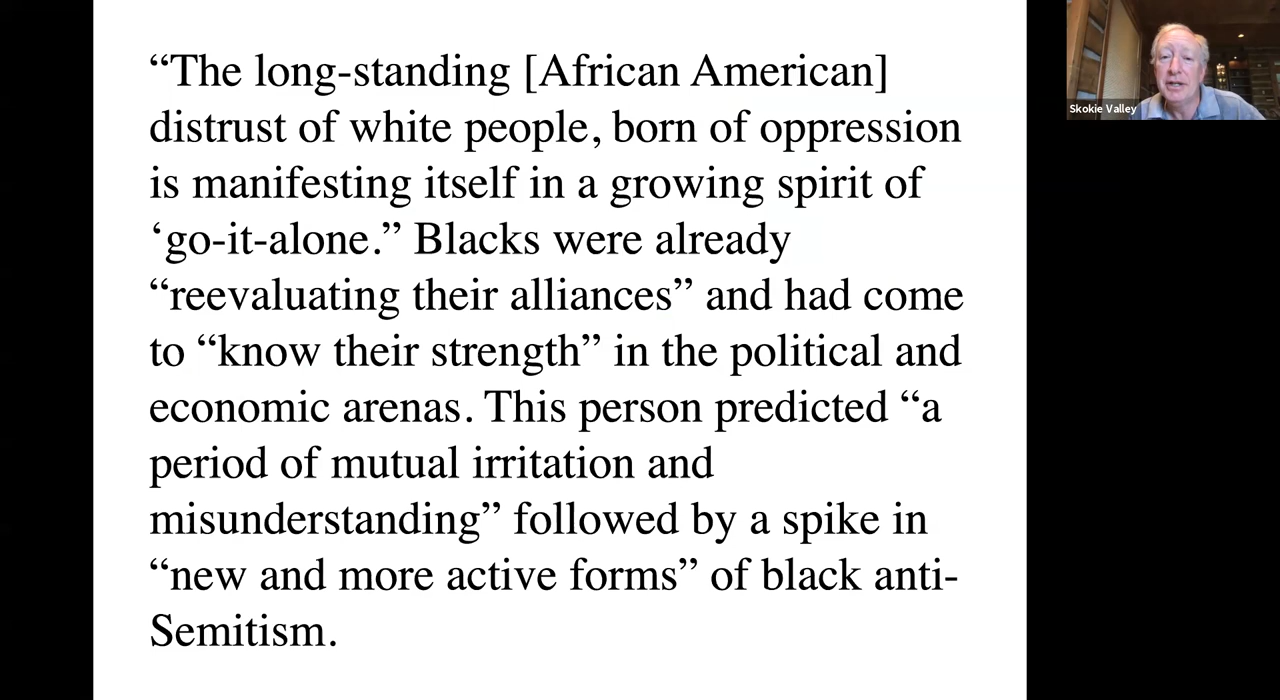 “The long-standing [African American]
distrust of white people, born of oppression
is manifesting itself in a growing spirit of
‘go-it-alone.” Blacks were already
“reevaluating their alliances” and had come
to “know their strength” in the political and
economic arenas. This person predicted “a
period of mutual irritation and
misunderstanding” followed by a spike in
“new and more active forms” of black anti-
Semitism.
Skokie Valley